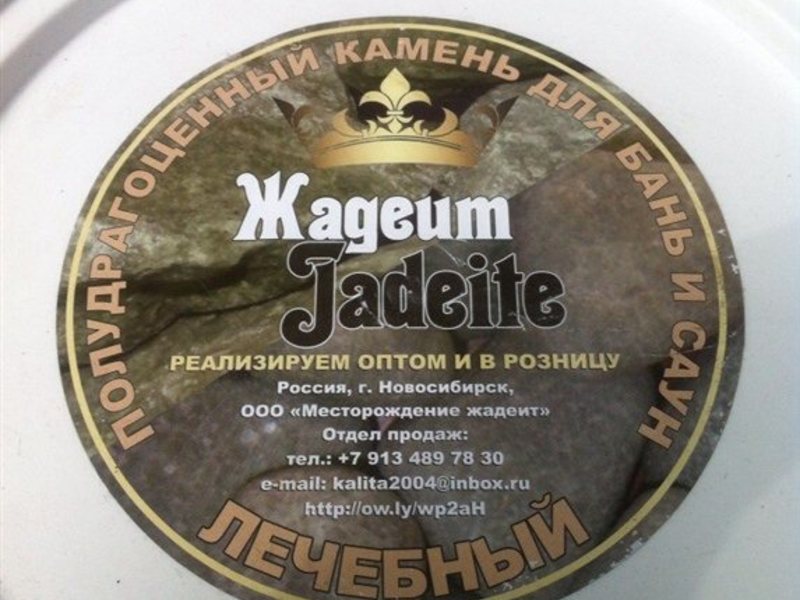 ПОЛУДРАГОЦЕННЫЙ КАМЕНЬ ДЛЯ БАНЬ И САУН
Жадеит
Jadeite
РЕАЛИЗИРУЕМ ОПТОМ И В РОЗНИЦУ
Россия, г. Новосибирск,
ООО «Месторождение жадеит»
Отдел продаж:
тел.: +7 913 489 78 30
e-mail: kalita2004@inbox.ru
http://ow.ly/wp2aH
ЛЕЧЕБНЫЙ